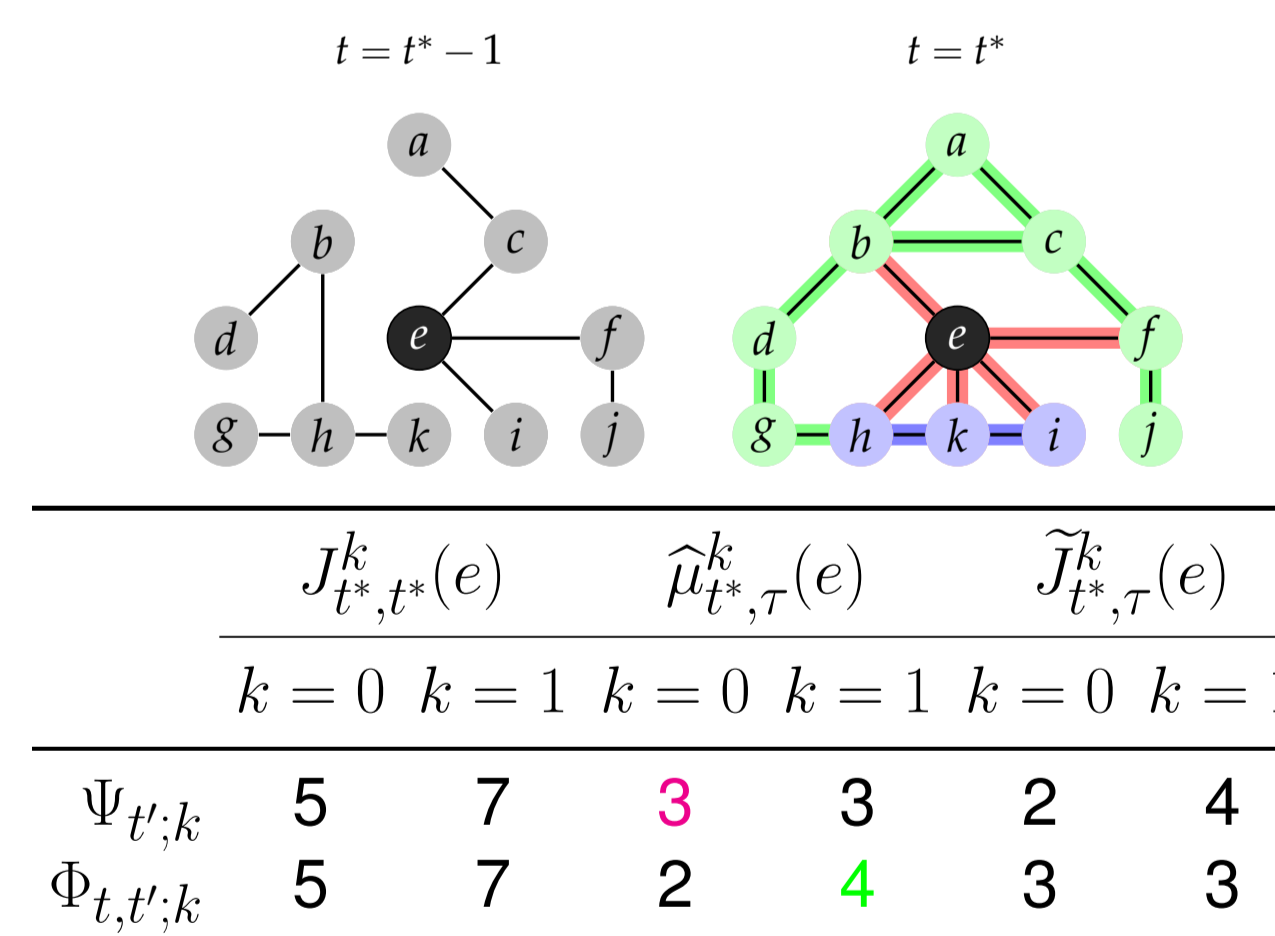 t = t* − 1 t = t*
a a
b c b c
d e f d e f
g h k i j g h k i j
J^k_{t*,t*}(e) μ̂^k_{t*,τ}(e) J̃^k_{t*,τ}(e)
k = 0 k = 1 k = 0 k = 1 k = 0 k =
Ψ_{t′;k} 5 7 3 3 2 4
Φ_{t,t′;k} 5 7 2 4 3 3